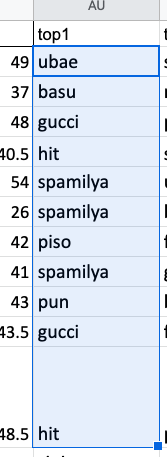 AU
top1
49 ubae
37 basu
48 gucci
40.5 hit
54 spamilya
26 spamilya
42 piso
41 spamilya
43 pun
43.5 gucci
48.5 hit